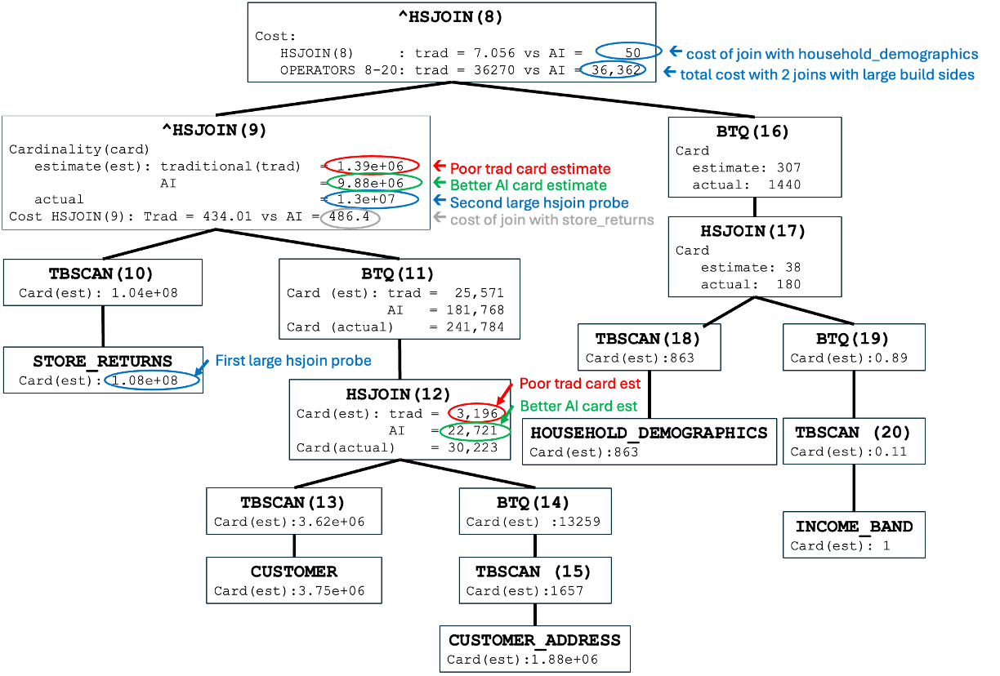 ^HSJOIN(8)
Cost:
HSJOIN(8) : trad = 7.056 vs AI = 50
OPERATORS 8-20: trad = 36270 vs AI = 36,362
← cost of join with household_demographics
← total cost with 2 joins with large build sides
^HSJOIN(9)
Cardinality(card)
estimate(est): traditional(trad) = 1.39e+06
AI = 9.88e+06
actual = 1.3e+07
Cost HSJOIN(9): Trad = 434.01 vs AI = 486.4
← Poor trad card estimate
← Better AI card estimate
← Second large hsjoin probe
← cost of join with store_returns
BTQ(16)
Card
estimate: 307
actual: 1440
HSJOIN(17)
Card
estimate: 38
actual: 180
TBSCAN(10)
Card(est): 1.04e+08
BTQ(11)
Card (est): trad = 25,571
AI = 181,768
Card (actual) = 241,784
STORE_RETURNS
Card(est): 1.08e+08
First large hsjoin probe
HSJOIN(12)
Card(est): trad = 3,196
AI = 22,721
Card(actual) = 30,223
Poor trad card est
Better AI card est
TBSCAN(18)
Card(est):863
BTQ(19)
Card(est):0.89
HOUSEHOLD_DEMOGRAPHICS
Card(est):863
TBSCAN (20)
Card(est):0.11
TBSCAN(13)
Card(est):3.62e+06
BTQ(14)
Card(est) :13259
INCOME_BAND
Card(est): 1
CUSTOMER
Card(est):3.75e+06
TBSCAN (15)
Card(est):1657
CUSTOMER_ADDRESS
Card(est):1.88e+06